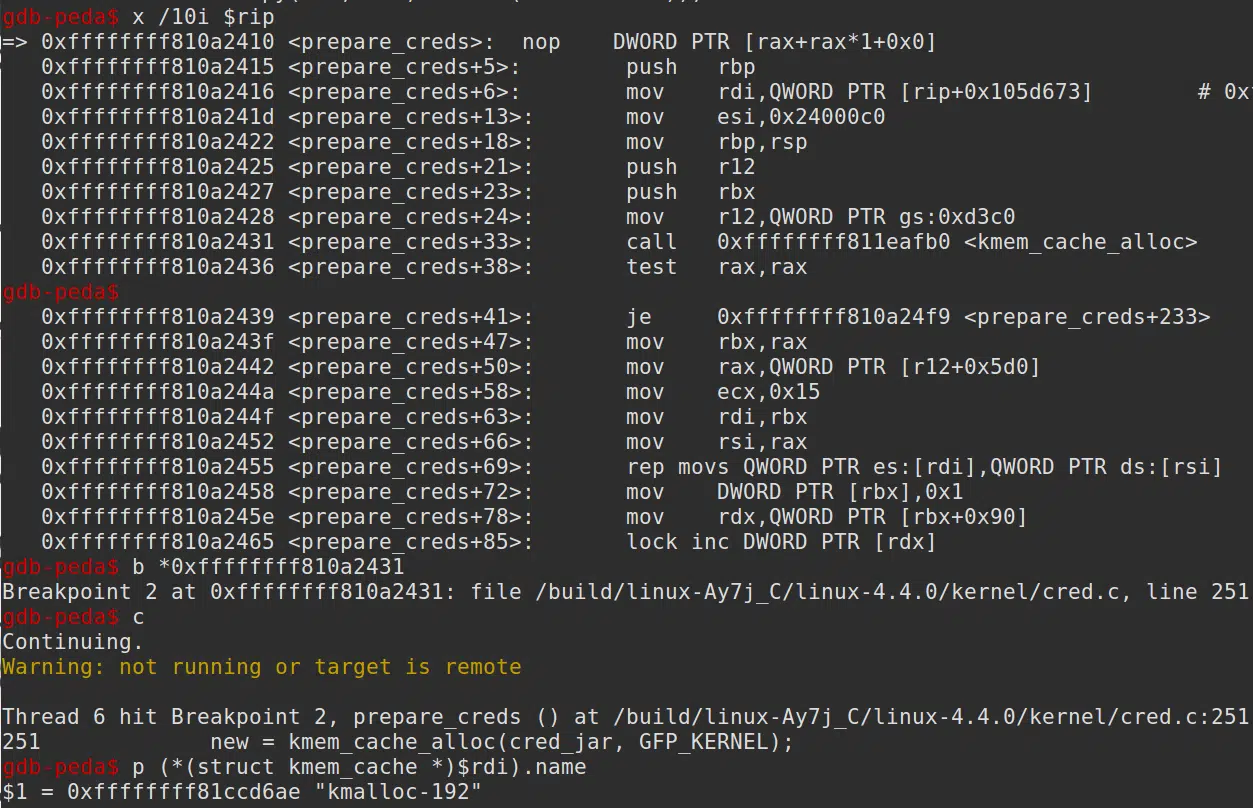 gdb-peda$ x /10i $rip
=> 0xffffffff810a2410 <prepare_creds>: nop DWORD PTR [rax+rax*1+0x0]
0xffffffff810a2415 <prepare_creds+5>: push rbp
0xffffffff810a2416 <prepare_creds+6>: mov rdi,QWORD PTR [rip+0x105d673] # 0x
0xffffffff810a241d <prepare_creds+13>: mov esi,0x24000c0
0xffffffff810a2422 <prepare_creds+18>: mov rbp,rsp
0xffffffff810a2425 <prepare_creds+21>: push r12
0xffffffff810a2427 <prepare_creds+23>: push rbx
0xffffffff810a2428 <prepare_creds+24>: mov r12,QWORD PTR gs:0xd3c0
0xffffffff810a2431 <prepare_creds+33>: call 0xffffffff811eafb0 <kmem_cache_alloc>
0xffffffff810a2436 <prepare_creds+38>: test rax,rax
gdb-peda$
0xffffffff810a2439 <prepare_creds+41>: je 0xffffffff810a24f9 <prepare_creds+233>
0xffffffff810a243f <prepare_creds+47>: mov rbx,rax
0xffffffff810a2442 <prepare_creds+50>: mov rax,QWORD PTR [r12+0x5d0]
0xffffffff810a244a <prepare_creds+58>: mov ecx,0x15
0xffffffff810a244f <prepare_creds+63>: mov rdi,rbx
0xffffffff810a2452 <prepare_creds+66>: mov rsi,rax
0xffffffff810a2455 <prepare_creds+69>: rep movs QWORD PTR es:[rdi],QWORD PTR ds:[rsi]
0xffffffff810a2458 <prepare_creds+72>: mov DWORD PTR [rbx],0x1
0xffffffff810a245e <prepare_creds+78>: mov rdx,QWORD PTR [rbx+0x90]
0xffffffff810a2465 <prepare_creds+85>: lock inc DWORD PTR [rdx]
gdb-peda$ b *0xffffffff810a2431
Breakpoint 2 at 0xffffffff810a2431: file /build/linux-Ay7j_C/linux-4.4.0/kernel/cred.c, line 251
gdb-peda$ c
Continuing.
Warning: not running or target is remote
Thread 6 hit Breakpoint 2, prepare_creds () at /build/linux-Ay7j_C/linux-4.4.0/kernel/cred.c:251
251 new = kmem_cache_alloc(cred_jar, GFP_KERNEL);
gdb-peda$ p (*(struct kmem_cache *)$rdi).name
$1 = 0xffffffff81ccd6ae "kmalloc-192"